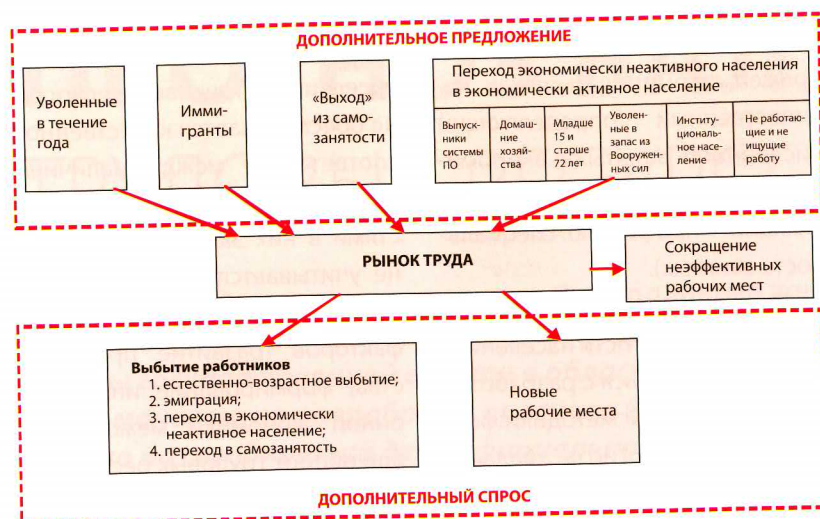 ДОПОЛНИТЕЛЬНОЕ ПРЕДЛОЖЕНИЕ
Уволенные
в течение
года
Имми-
гранты
«Выход»
из само-
занятости
Переход экономически неактивного населения
в экономически активное население
Выпуск-
ники
системы
ПО
Домаш-
ние
хозяй-
ства
Младше
15 и
старше
72 лет
Уволен-
ные в
запас из
Вооружен-
ных сил
Институ-
циональ-
ное насе-
ление
Не работаю-
щие и не
ищущие
работу
РЫНОК ТРУДА
Сокращение
неэффективных
рабочих мест
Выбытие работников
1. естественно-возрастное выбытие;
2. эмиграция;
3. переход в экономически
неактивное население;
4. переход в самозанятость
Новые
рабочие места
ДОПОЛНИТЕЛЬНЫЙ СПРОС